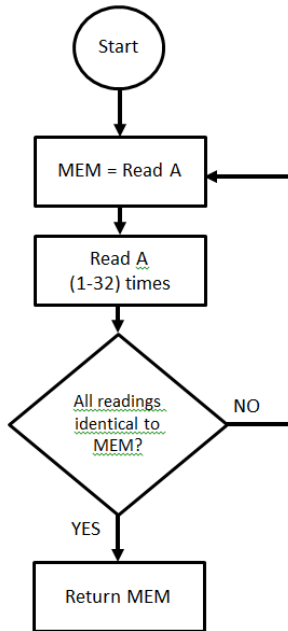 Start
MEM = Read A
Read A
(1-32) times
All readings
identical to
MEM?
NO
YES
Return MEM